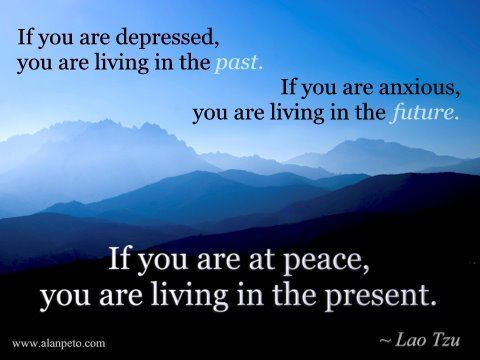 If you are depressed,
you are living in the past.
If you are anxious,
you are living in the future.
If you are at peace,
you are living in the present.
www.alanpeto.com
~ Lao Tzu